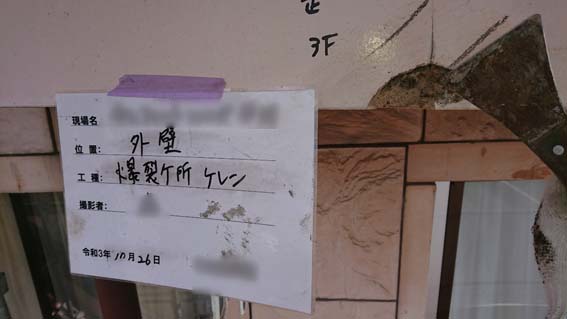 3F
現場名
位置: 外壁
工種: 爆裂ケ所 ケレン
撮影者:
令和3年 10月26日